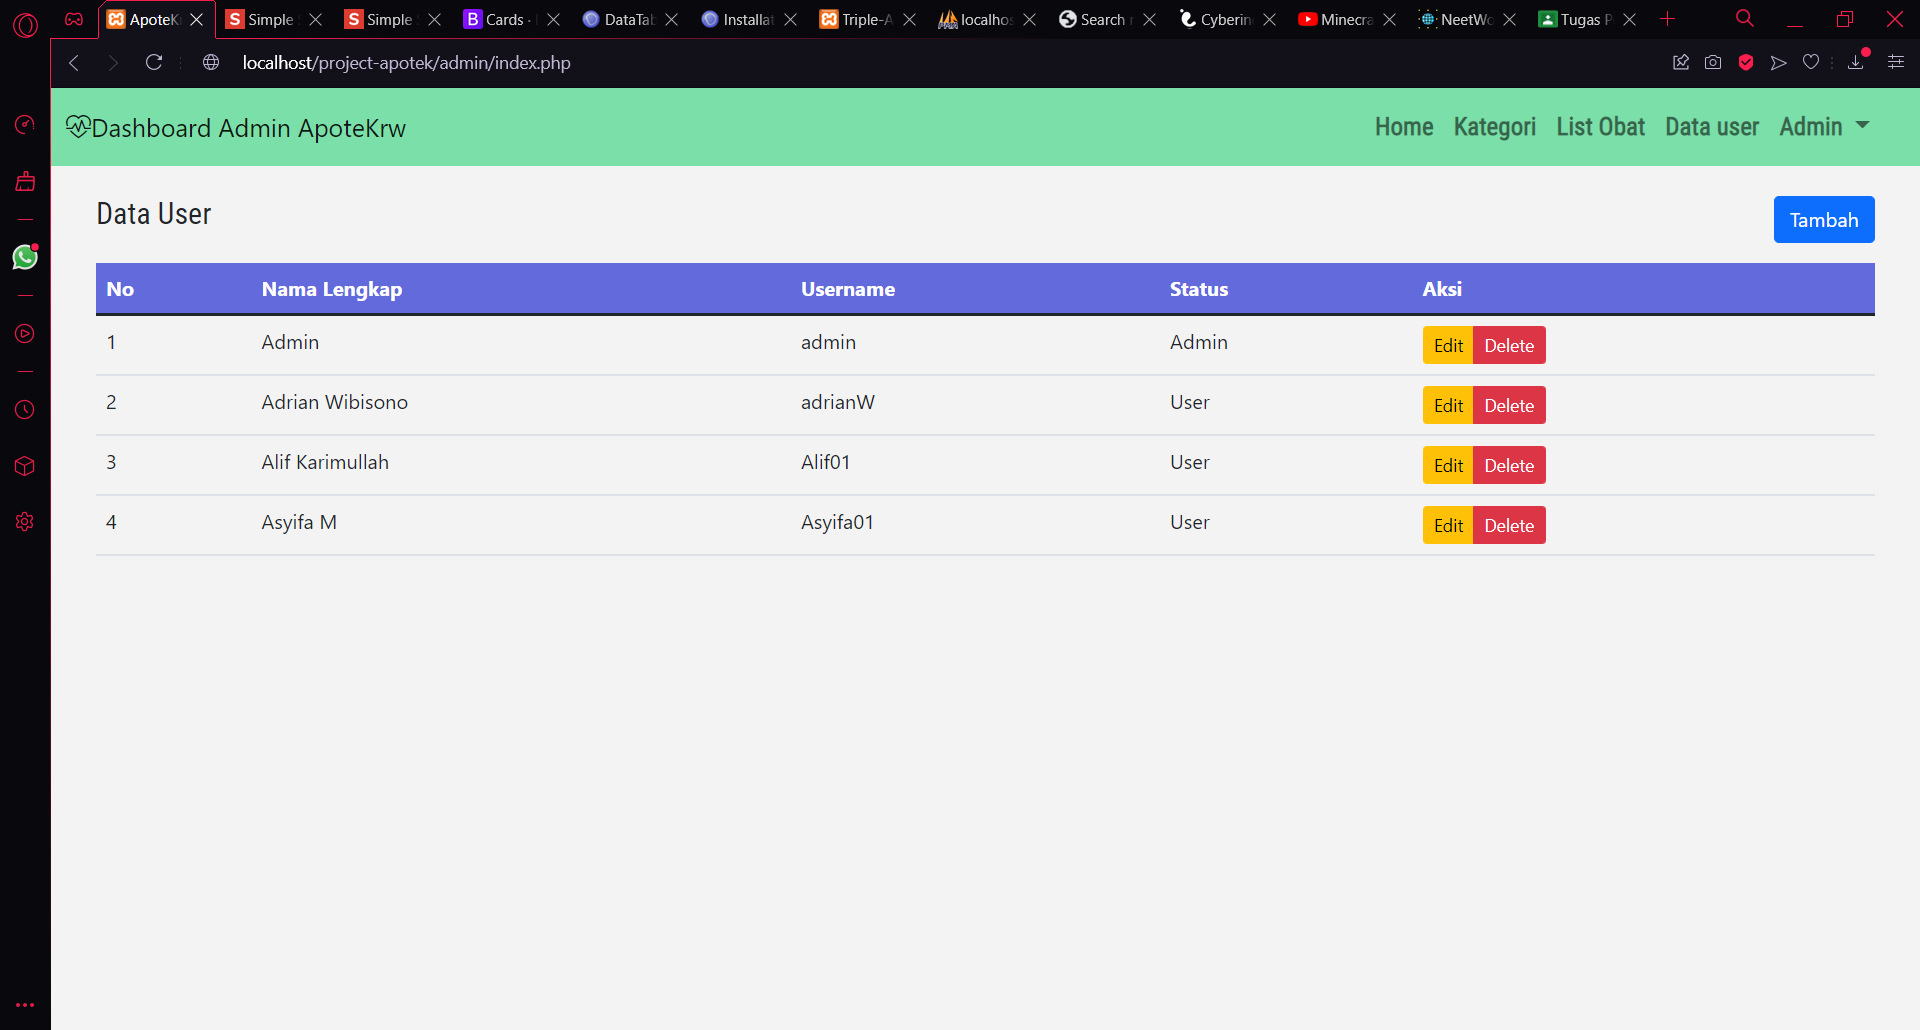 ApoteK
Simple
Simple
Cards ·
DataTab
Installat
Triple-A
localhos
Search r
Cyberin
Minecra
NeetWo
Tugas P
localhost/project-apotek/admin/index.php
Dashboard Admin ApoteKrw
Home Kategori List Obat Data user Admin
Data User
Tambah
No Nama Lengkap Username Status Aksi
1 Admin admin Admin Edit Delete
2 Adrian Wibisono adrianW User Edit Delete
3 Alif Karimullah Alif01 User Edit Delete
4 Asyifa M Asyifa01 User Edit Delete